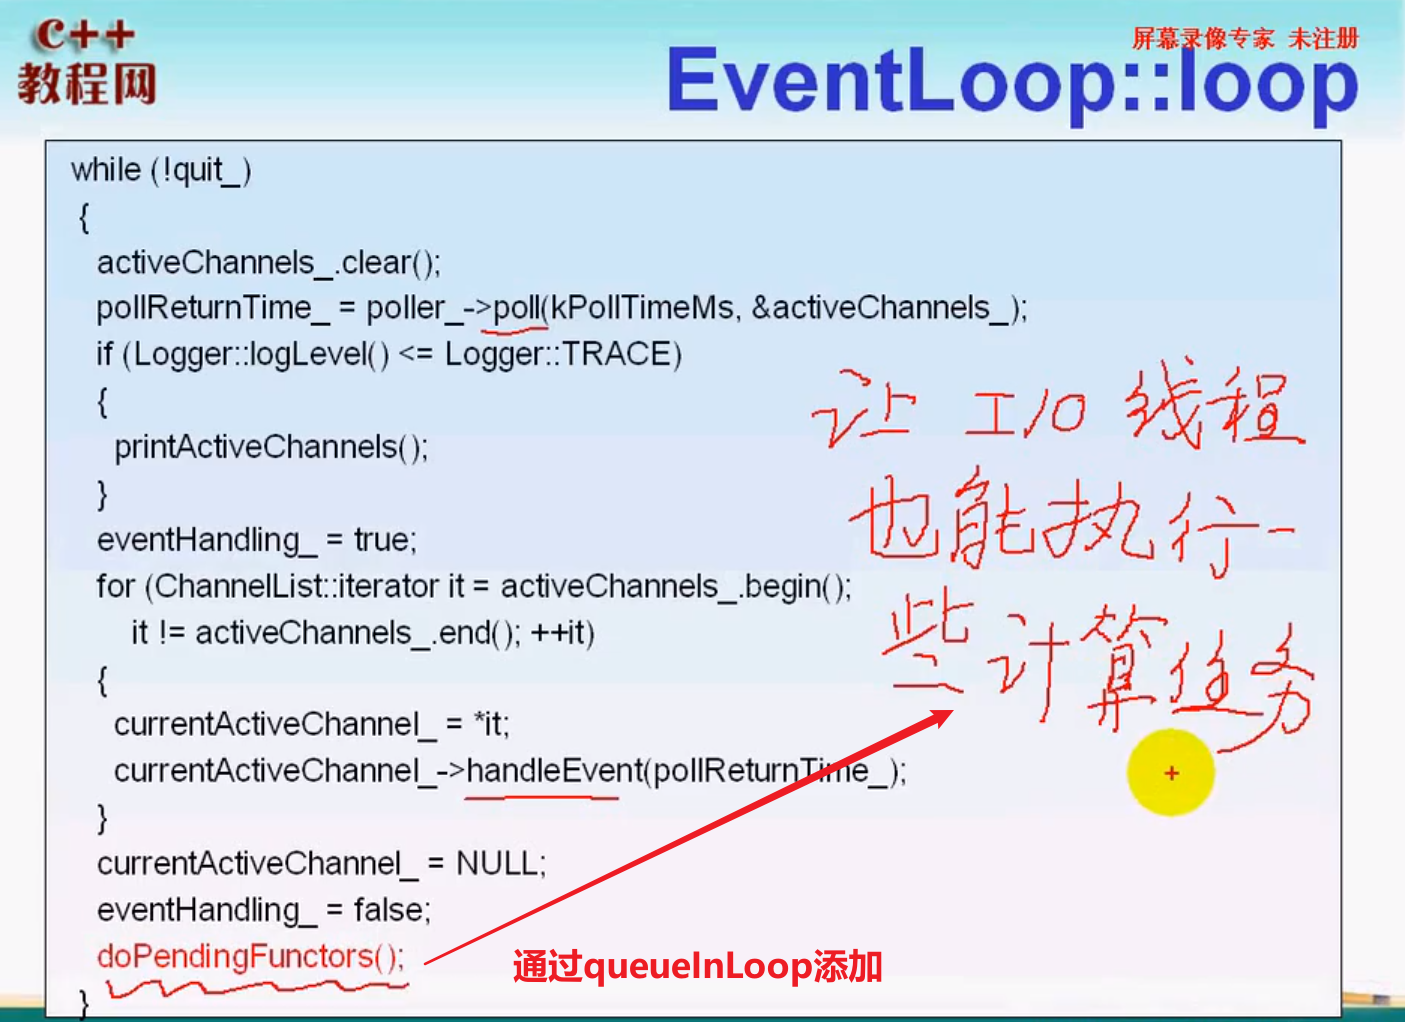 C++
教程网
屏幕录像专家 未注册
EventLoop::loop
while (!quit_)
{
activeChannels_.clear();
pollReturnTime_ = poller_->poll(kPollTimeMs, &activeChannels_);
if (Logger::logLevel() <= Logger::TRACE)
{
printActiveChannels();
}
eventHandling_ = true;
for (ChannelList::iterator it = activeChannels_.begin();
it != activeChannels_.end(); ++it)
{
currentActiveChannel_ = *it;
currentActiveChannel_->handleEvent(pollReturnTime_);
}
currentActiveChannel_ = NULL;
eventHandling_ = false;
doPendingFunctors();
}
让 I/O 线程
也能执行一
些计算任务
通过queueInLoop添加